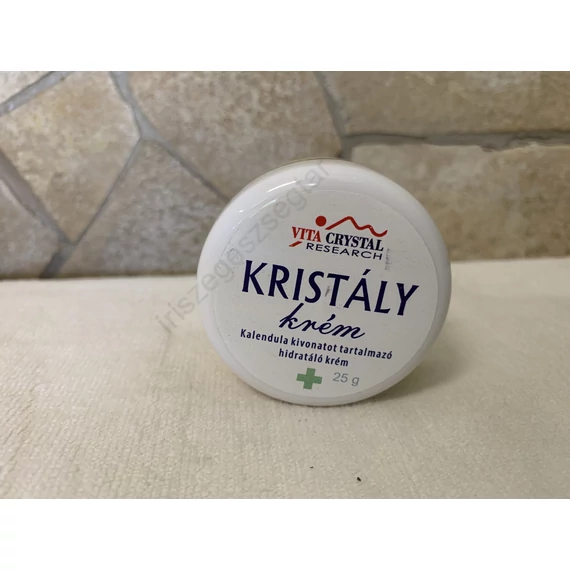 VITA CRYSTAL
RESEARCH
KRISTÁLY
krém
Kalendula kivonatot tartalmazó
hidratáló krém
25 g